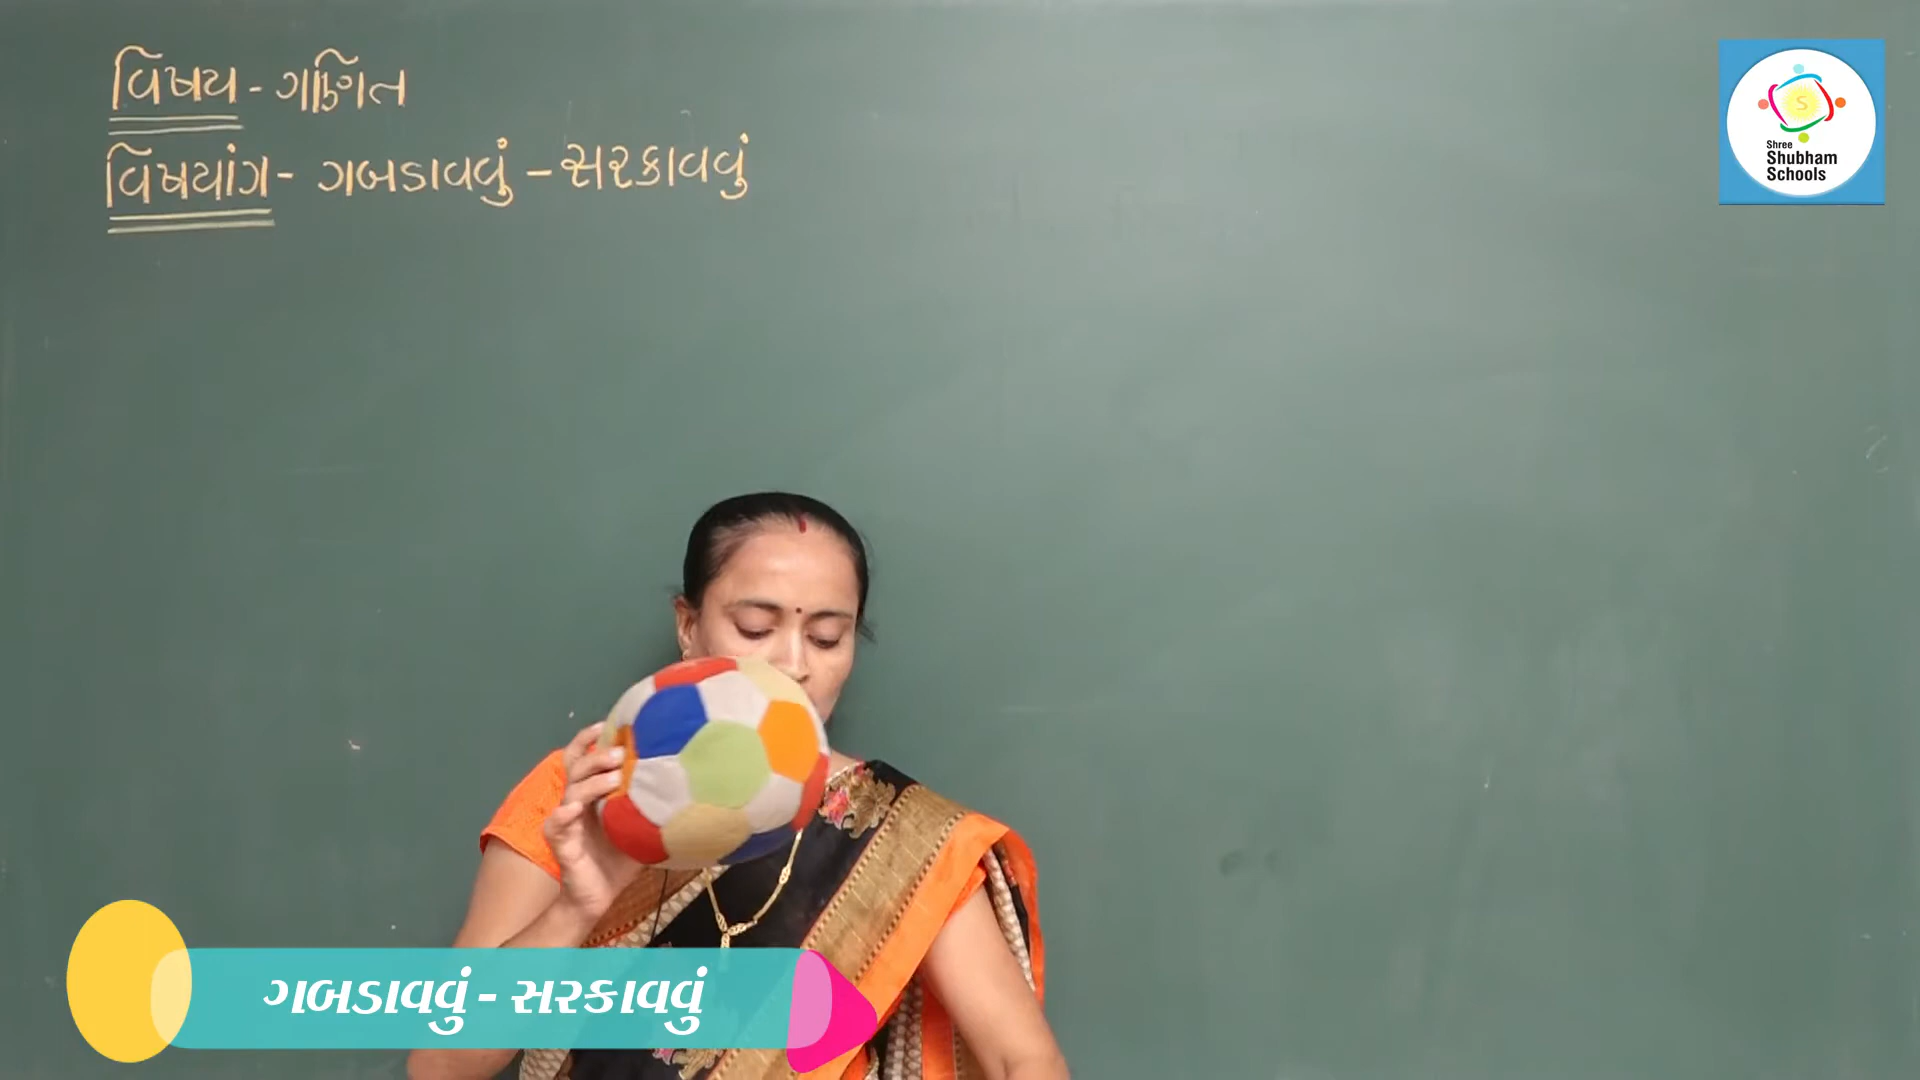 વિષય - ગણિત
વિષયાંગ - ગબડાવવું - સરકાવવું
S
Shree
Shubham
Schools
ગબડાવવું - સરકાવવું